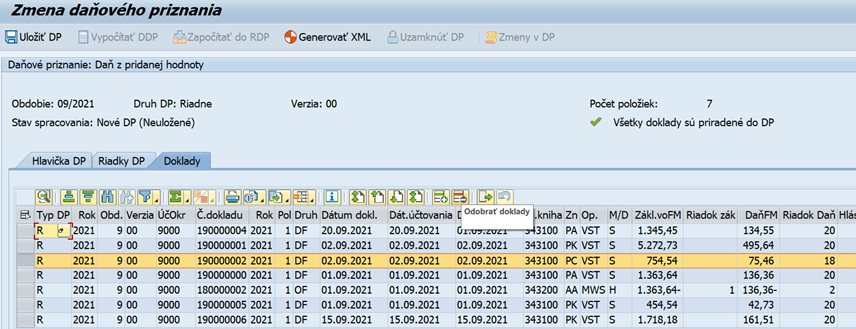 Zmena daňového priznania
Uložiť DP Vypočítať DDP Započítať do RDP Generovať XML Uzamknúť DP Zmeny v DP
Daňové priznanie: Daň z pridanej hodnoty
Obdobie: 09/2021 Druh DP: Riadne Verzia: 00 Počet položiek: 7
Stav spracovania: Nové DP (Neuložené) Všetky doklady sú priradené do DP
Hlavička DP Riadky DP Doklady
Odobrať doklady
Typ DP Rok Obd. Verzia ÚČOkr Č.dokladu Rok Pol Druh Dátum dokl. Dát.účtovania D .kniha Zn Op. M/D Zákl.voFM Riadok zák DaňFM Riadok Daň Hlás
R 2021 9 00 9000 190000004 2021 1 DF 20.09.2021 20.09.2021 01.09.2021 343100 PA VST S 1.345,45 134,55 20
R 2021 9 00 9000 190000001 2021 1 DF 02.09.2021 02.09.2021 02.09.2021 343100 PK VST S 5.272,73 495,64 20
R 2021 9 00 9000 190000002 2021 1 DF 02.09.2021 02.09.2021 02.09.2021 343100 PC VST S 754,54 75,46 18
R 2021 9 00 9000 180000002 2021 1 DF 01.09.2021 01.09.2021 01.09.2021 343100 PA VST S 1.363,64 136,36 20
R 2021 9 00 9000 180000002 2021 1 DF 01.09.2021 01.09.2021 01.09.2021 343200 AA MWS H 1.363,64- 1 136,36- 2
R 2021 9 00 9000 190000005 2021 1 DF 01.09.2021 01.09.2021 01.09.2021 343100 PK VST S 454,54 42,73 20
R 2021 9 00 9000 190000006 2021 1 DF 15.09.2021 15.09.2021 15.09.2021 343100 PK VST S 1.718,18 161,51 20